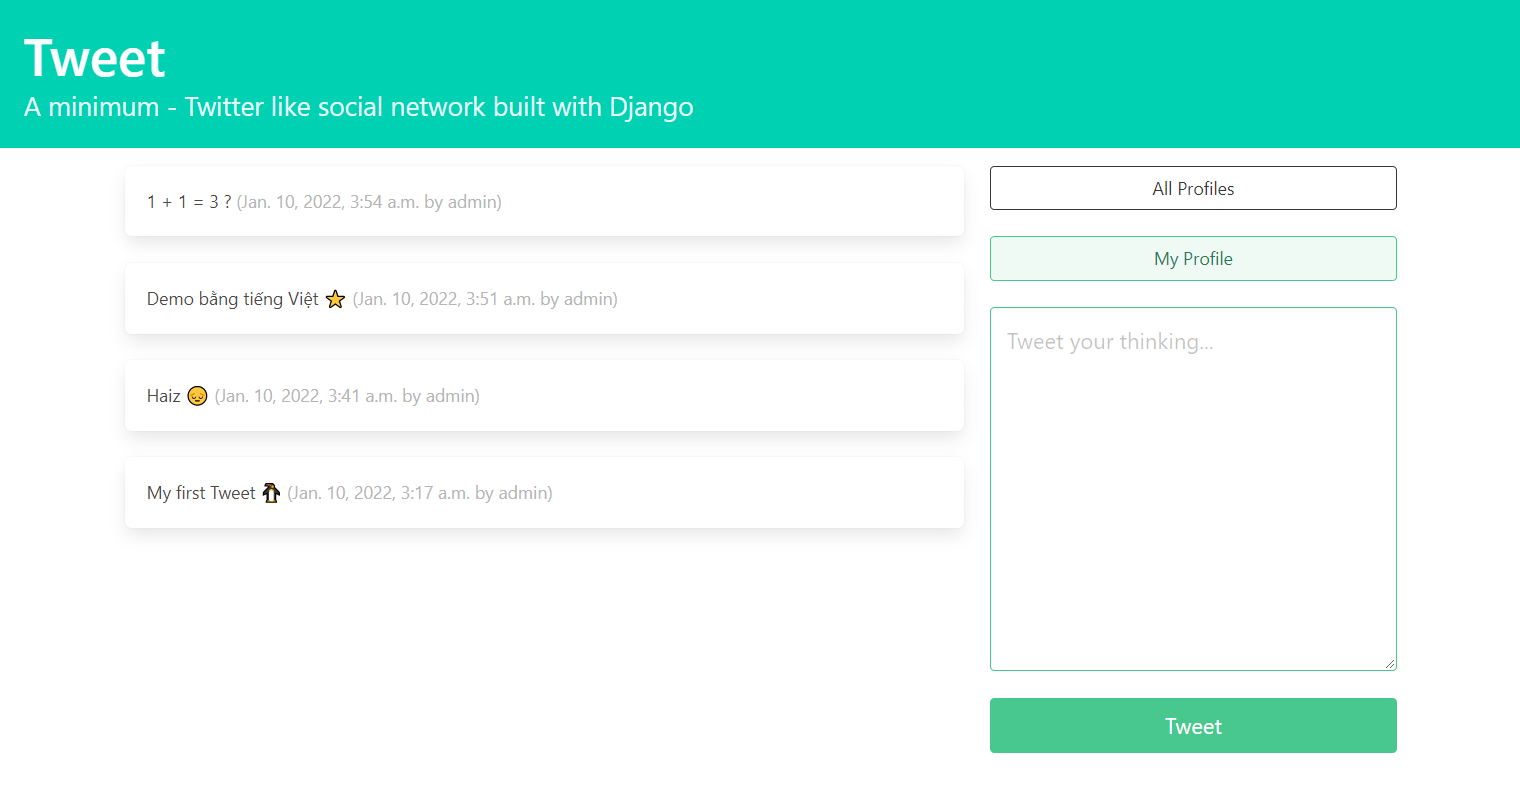 Tweet
A minimum - Twitter like social network built with Django
1 + 1 = 3 ? (Jan. 10, 2022, 3:54 a.m. by admin)
Demo bằng tiếng Việt ⭐ (Jan. 10, 2022, 3:51 a.m. by admin)
Haiz 😔 (Jan. 10, 2022, 3:41 a.m. by admin)
My first Tweet 🐧 (Jan. 10, 2022, 3:17 a.m. by admin)
All Profiles
My Profile
Tweet your thinking...
Tweet